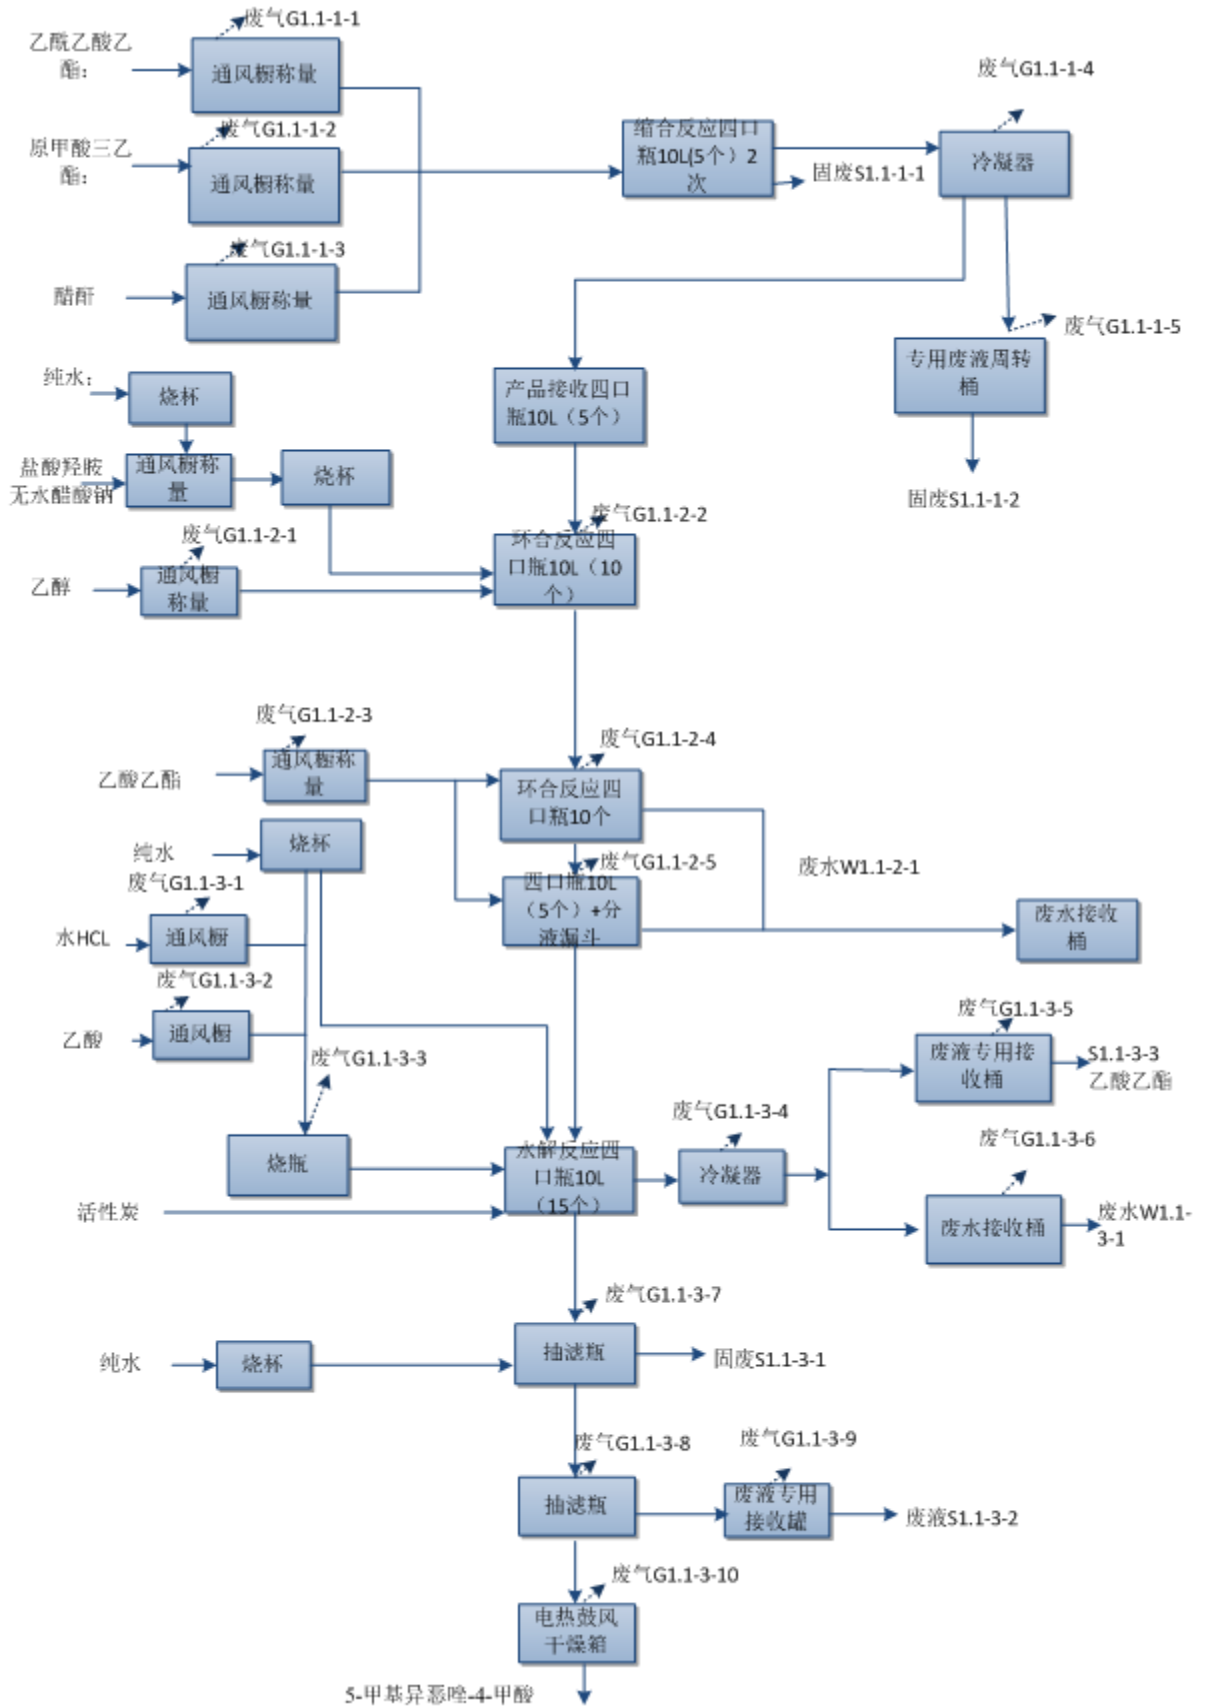 废气G1.1-1-1
乙酰乙酸乙
酯：
通风橱称量
废气G1.1-1-2
原甲酸三乙
酯：
通风橱称量
废气G1.1-1-3
醋酐
通风橱称量
缩合反应四口
瓶10L(5个）2
次
固废S1.1-1-1
废气G1.1-1-4
冷凝器
废气G1.1-1-5
专用废液周转
桶
固废S1.1-1-2
产品接收四口
瓶10L（5个）
纯水：
烧杯
盐酸羟胺
无水醋酸钠
通风橱称
量
烧杯
废气G1.1-2-1
乙醇
通风橱
称量
废气G1.1-2-2
环合反应四
口瓶10L（10
个）
废气G1.1-2-3
乙酸乙酯
通风橱称
量
废气G1.1-2-4
环合反应四
口瓶10个
纯水
烧杯
废气G1.1-2-5
四口瓶10L
（5个）+分
液漏斗
废水W1.1-2-1
废水接收
桶
废气G1.1-3-1
水HCL
通风橱
废气G1.1-3-2
乙酸
通风橱
废气G1.1-3-3
烧瓶
活性炭
水解反应四
口瓶10L
（15个）
废气G1.1-3-4
冷凝器
废气G1.1-3-5
废液专用接
收桶
S1.1-3-3
乙酸乙酯
废气G1.1-3-6
废水接收桶
废水W1.1-
3-1
废气G1.1-3-7
纯水
烧杯
抽滤瓶
固废S1.1-3-1
废气G1.1-3-8
抽滤瓶
废气G1.1-3-9
废液专用
接收罐
废液S1.1-3-2
废气G1.1-3-10
电热鼓风
干燥箱
5-甲基异恶唑-4-甲酸